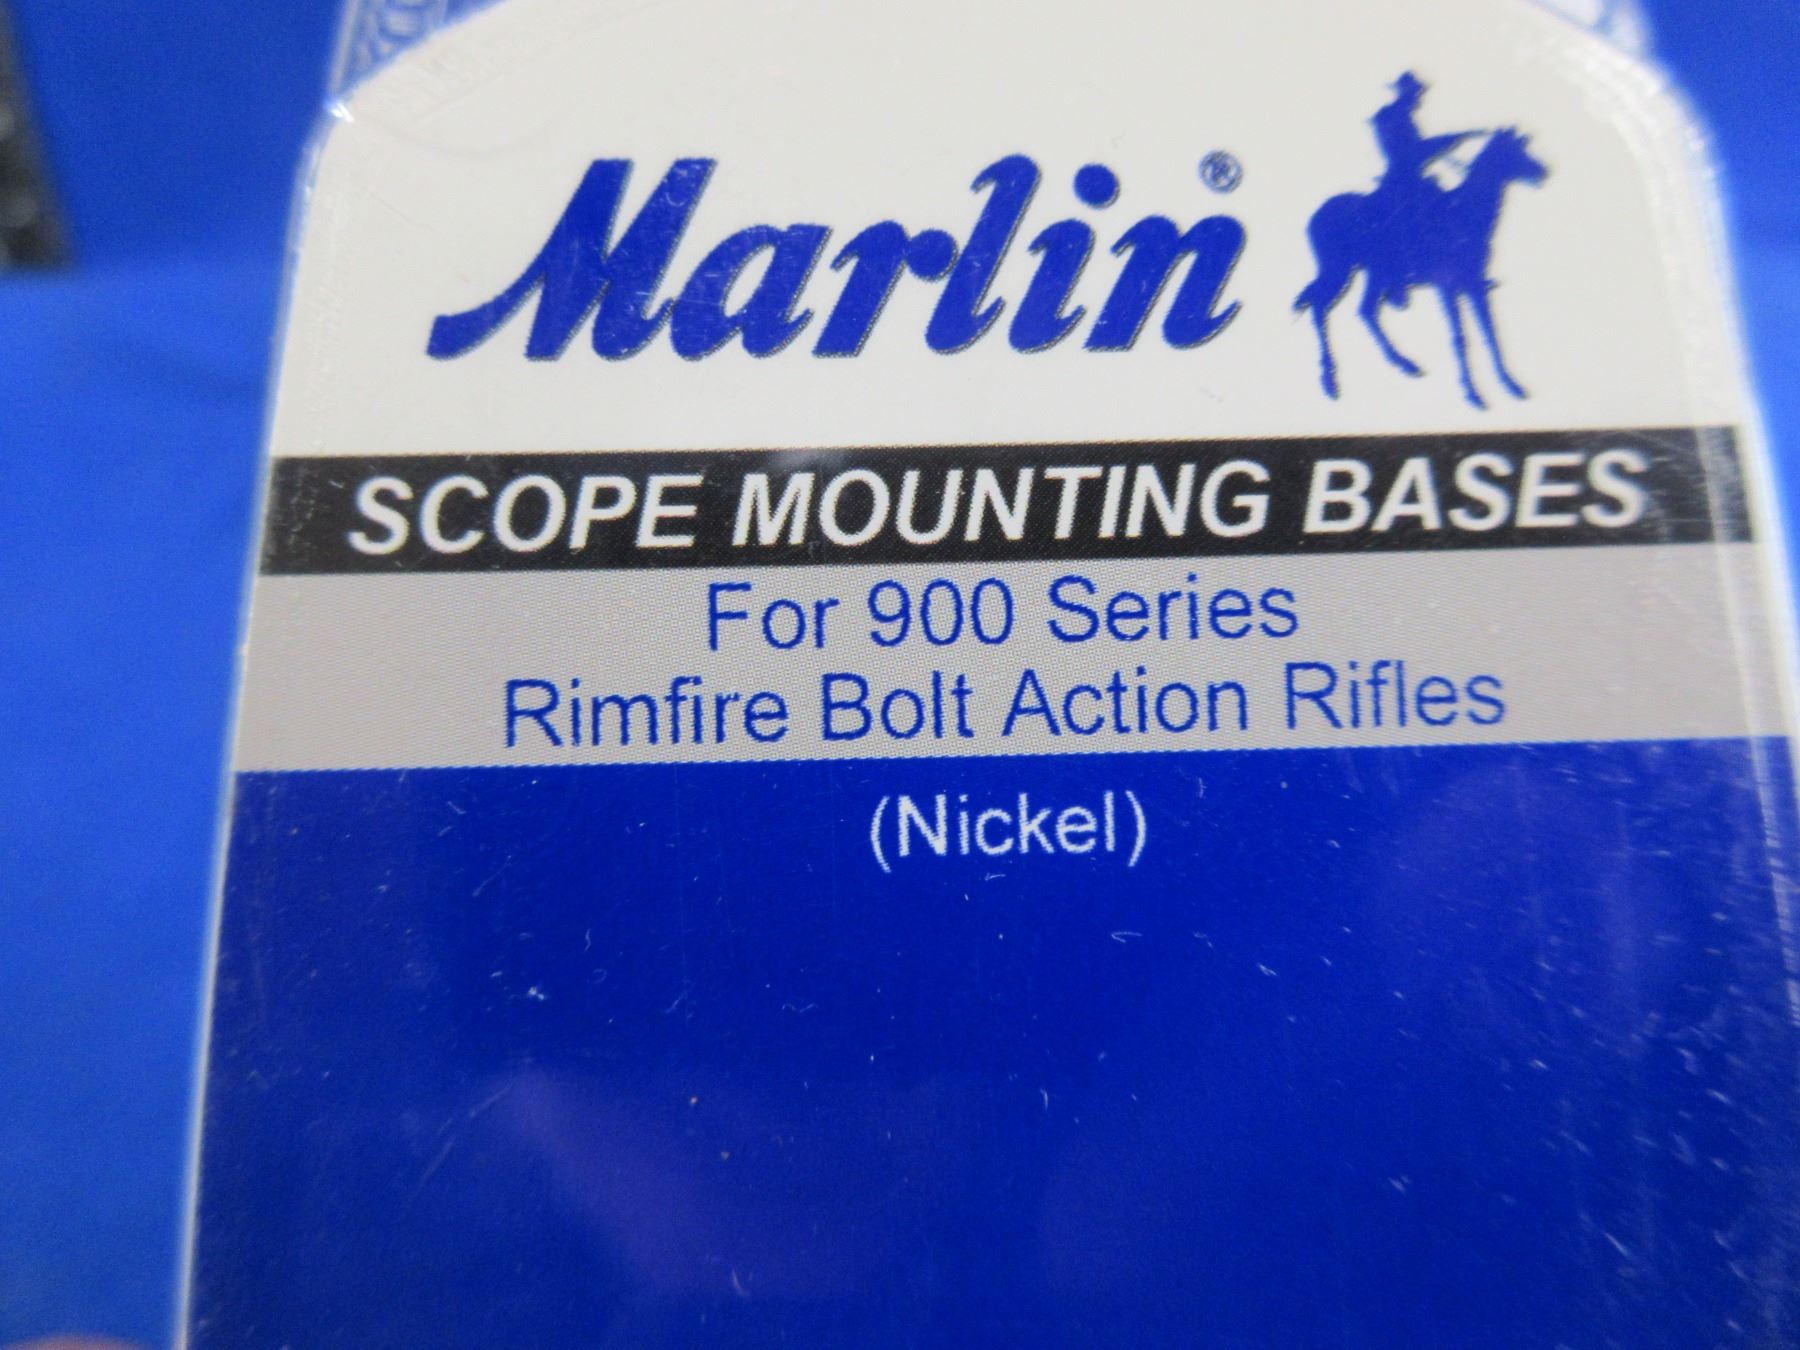 Marlin®
SCOPE MOUNTING BASES
For 900 Series
Rimfire Bolt Action Rifles
(Nickel)